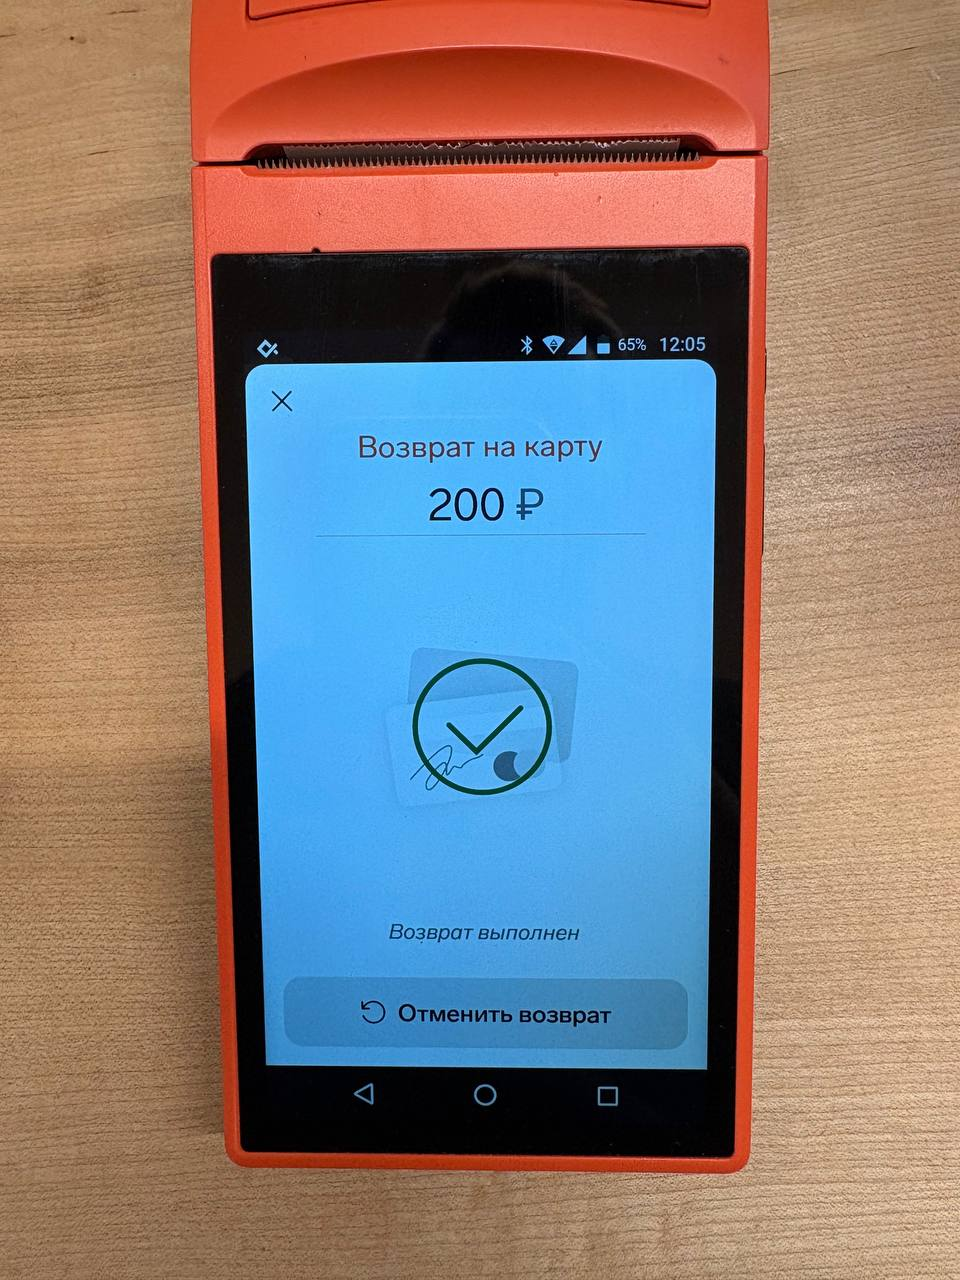 65% 12:05
Возврат на карту
200 ₽
Возврат выполнен
Отменить возврат